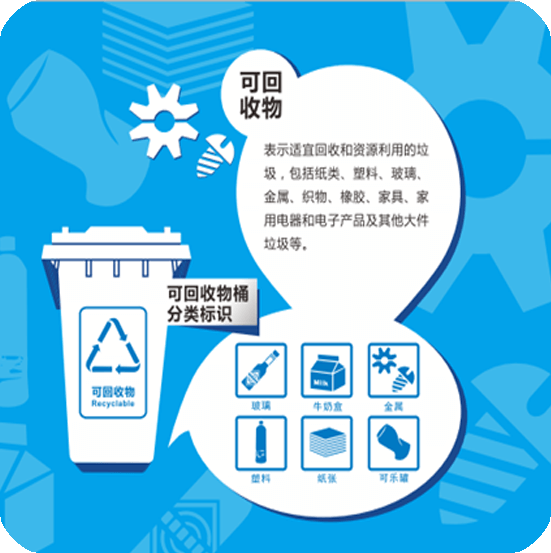 可回
收物
表示适宜回收和资源利用的垃
圾，包括纸类、塑料、玻璃、
金属、织物、橡胶、家具、家
用电器和电子产品及其他大件
垃圾等。
可回收物桶
分类标识
可回收物
Recyclable
Milk
玻璃 牛奶盒 金属
塑料 纸张 可乐罐